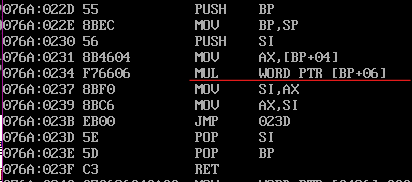 076A:022D 55 PUSH BP
076A:022E 8BEC MOV BP,SP
076A:0230 56 PUSH SI
076A:0231 8B4604 MOV AX,[BP+04]
076A:0234 F76606 MUL WORD PTR [BP+06]
076A:0237 8BF0 MOV SI,AX
076A:0239 8BC6 MOV AX,SI
076A:023B EB00 JMP 023D
076A:023D 5E POP SI
076A:023E 5D POP BP
076A:023F C3 RET